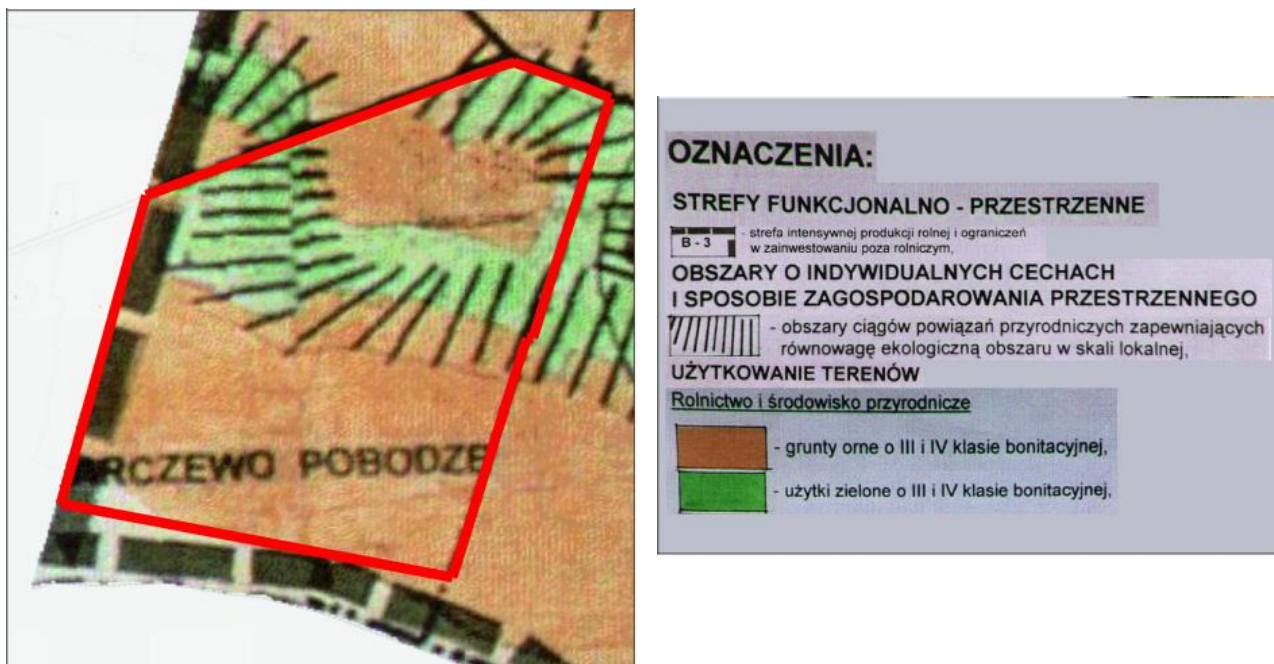 RCZEWO POBODZE
OZNACZENIA:
STREFY FUNKCJONALNO - PRZESTRZENNE
B - 3 - strefa intensywnej produkcji rolnej i ograniczeń
w zainwestowaniu poza rolniczym,
OBSZARY O INDYWIDUALNYCH CECHACH
I SPOSOBIE ZAGOSPODAROWANIA PRZESTRZENNEGO
- obszary ciągów powiązań przyrodniczych zapewniających
równowagę ekologiczną obszaru w skali lokalnej,
UŻYTKOWANIE TERENÓW
Rolnictwo i środowisko przyrodnicze
- grunty orne o III i IV klasie bonitacyjnej,
- użytki zielone o III i IV klasie bonitacyjnej,